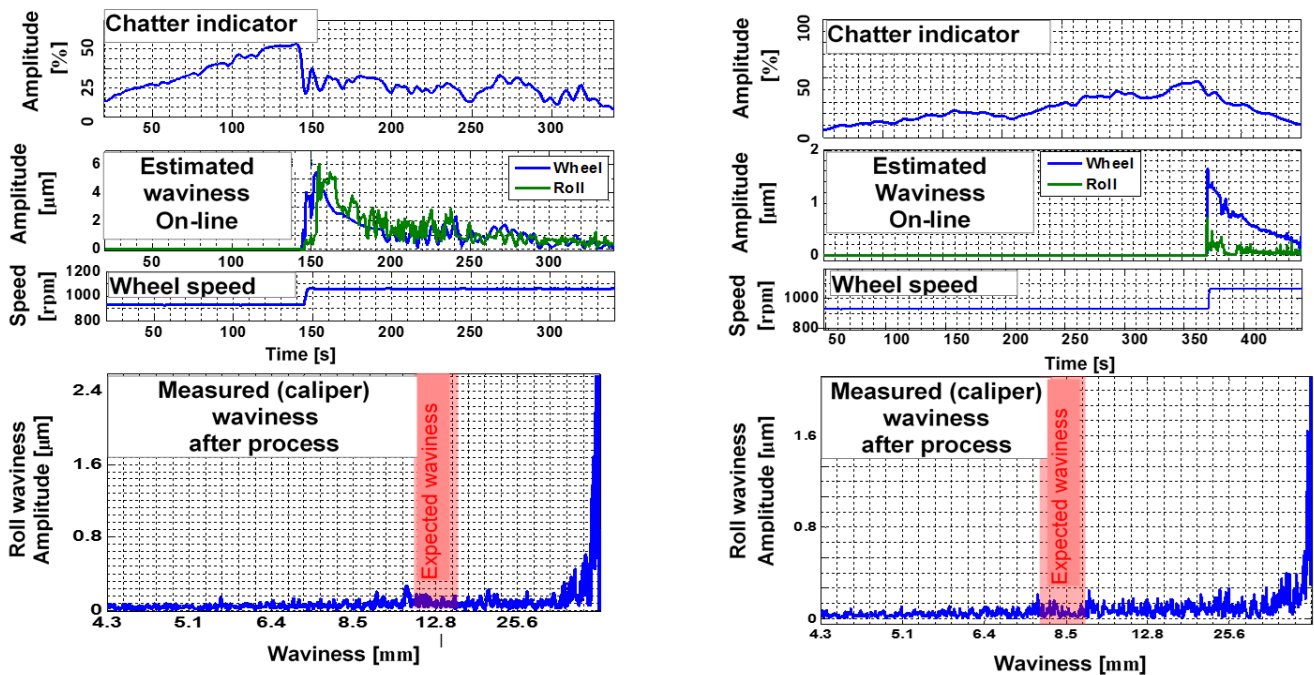 Chatter indicator
Amplitude
[%]
50
25
0
50 100 150 200 250 300
Estimated
waviness
On-line
Wheel
Roll
Amplitude
[μm]
6
4
2
0
Wheel speed
Speed
[rpm]
1200
1000
800
50 100 150 200 250 300
Time [s]
Measured (caliper)
waviness
after process
Expected waviness
Roll waviness
Amplitude [μm]
2.4
1.6
0.8
0
4.3 5.1 6.4 8.5 12.8 25.6
Waviness [mm]
Chatter indicator
Amplitude
[%]
100
50
0
Estimated
Waviness
On-line
Wheel
Roll
Amplitude
[μm]
2
1
0
Wheel speed
Speed
[rpm]
1000
800
50 100 150 200 250 300 350 400
Time [s]
Measured (caliper)
waviness
after process
Expected waviness
Roll waviness
Amplitude [μm]
1.6
0.8
0
4.3 5.1 6.4 8.5 12.8 25.6
Waviness [mm]